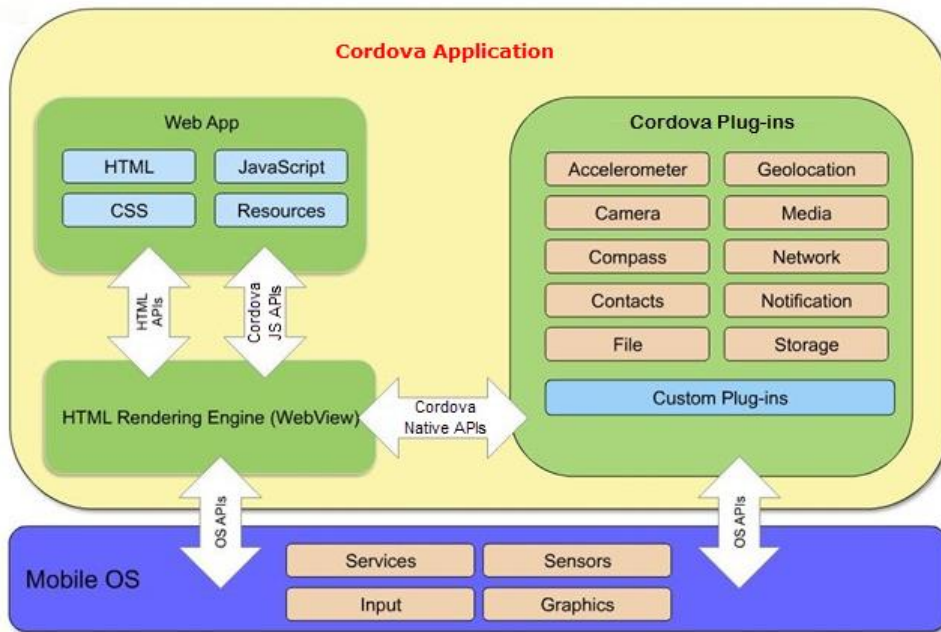 Cordova Application
Web App
HTML
JavaScript
CSS
Resources
HTML
APIs
Cordova
JS APIs
HTML Rendering Engine (WebView)
Cordova
Native APIs
Cordova Plug-ins
Accelerometer
Geolocation
Camera
Media
Compass
Network
Contacts
Notification
File
Storage
Custom Plug-ins
OS APIs
OS APIs
Mobile OS
Services
Sensors
Input
Graphics